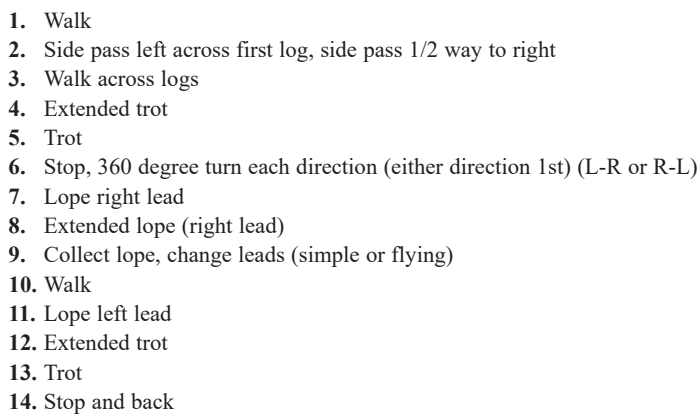 1. Walk
2. Side pass left across first log, side pass 1/2 way to right
3. Walk across logs
4. Extended trot
5. Trot
6. Stop, 360 degree turn each direction (either direction 1st) (L-R or R-L)
7. Lope right lead
8. Extended lope (right lead)
9. Collect lope, change leads (simple or flying)
10. Walk
11. Lope left lead
12. Extended trot
13. Trot
14. Stop and back